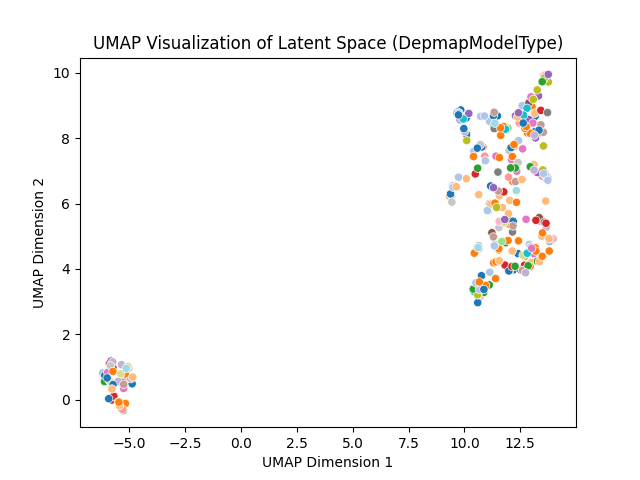 UMAP Visualization of Latent Space (DepmapModelType)
10
8
6
4
2
0
UMAP Dimension 2
−5.0 −2.5 0.0 2.5 5.0 7.5 10.0 12.5
UMAP Dimension 1